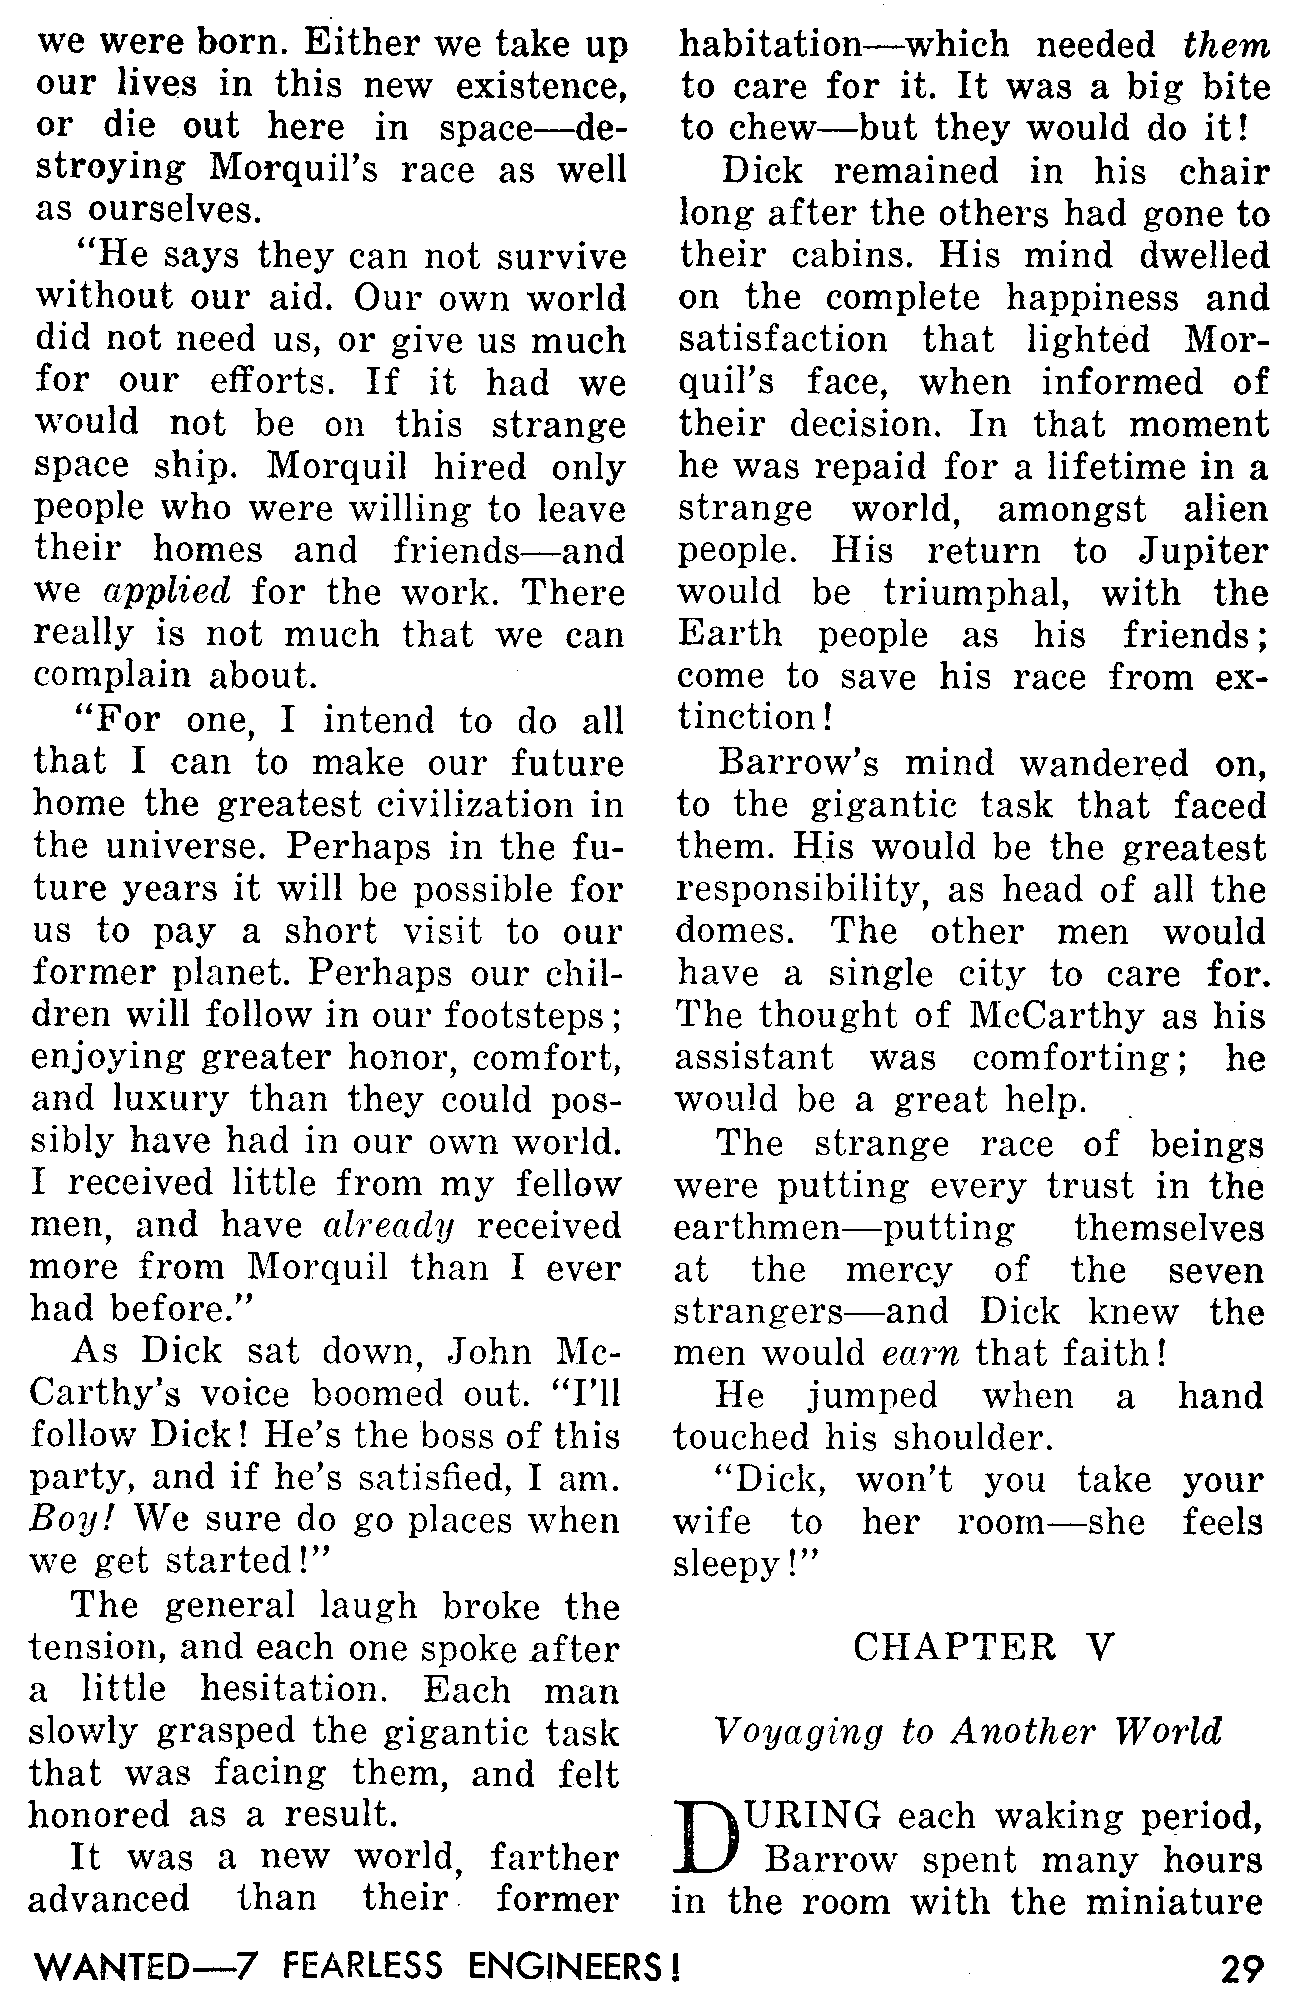 we were born. Either we take up
our lives in this new existence,
or die out here in space—de-
stroying Morquil's race as well
as ourselves.
"He says they can not survive
without our aid. Our own world
did not need us, or give us much
for our efforts. If it had we
would not be on this strange
space ship. Morquil hired only
people who were willing to leave
their homes and friends—and
we applied for the work. There
really is not much that we can
complain about.
"For one, I intend to do all
that I can to make our future
home the greatest civilization in
the universe. Perhaps in the fu-
ture years it will be possible for
us to pay a short visit to our
former planet. Perhaps our chil-
dren will follow in our footsteps;
enjoying greater honor, comfort,
and luxury than they could pos-
sibly have had in our own world.
I received little from my fellow
men, and have already received
more from Morquil than I ever
had before."
As Dick sat down, John Mc-
Carthy's voice boomed out. "I'll
follow Dick! He's the boss of this
party, and if he's satisfied, I am.
Boy! We sure do go places when
we get started!"
The general laugh broke the
tension, and each one spoke after
a little hesitation. Each man
slowly grasped the gigantic task
that was facing them, and felt
honored as a result.
It was a new world, farther
advanced than their former
habitation—which needed them
to care for it. It was a big bite
to chew—but they would do it!
Dick remained in his chair
long after the others had gone to
their cabins. His mind dwelled
on the complete happiness and
satisfaction that lighted Mor-
quil's face, when informed of
their decision. In that moment
he was repaid for a lifetime in a
strange world, amongst alien
people. His return to Jupiter
would be triumphal, with the
Earth people as his friends;
come to save his race from ex-
tinction!
Barrow's mind wandered on,
to the gigantic task that faced
them. His would be the greatest
responsibility, as head of all the
domes. The other men would
have a single city to care for.
The thought of McCarthy as his
assistant was comforting; he
would be a great help.
The strange race of beings
were putting every trust in the
earthmen—putting themselves
at the mercy of the seven
strangers—and Dick knew the
men would earn that faith!
He jumped when a hand
touched his shoulder.
"Dick, won't you take your
wife to her room—she feels
sleepy!"
CHAPTER V
Voyaging to Another World
DURING each waking period,
Barrow spent many hours
in the room with the miniature
WANTED—7 FEARLESS ENGINEERS! 29